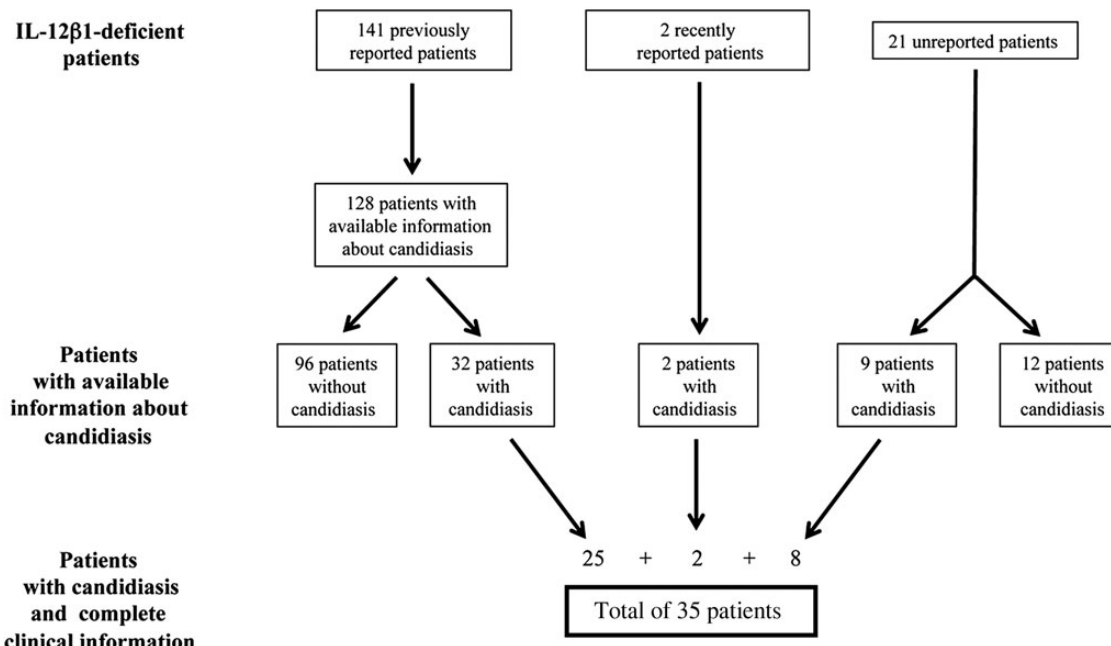 IL-12β1-deficient
patients
141 previously
reported patients
2 recently
reported patients
21 unreported patients
128 patients with
available information
about candidiasis
Patients
with available
information about
candidiasis
96 patients
without
candidiasis
32 patients
with
candidiasis
2 patients
with
candidiasis
9 patients
with
candidiasis
12 patients
without
candidiasis
Patients
with candidiasis
and complete
clinical information
25 + 2 + 8
Total of 35 patients